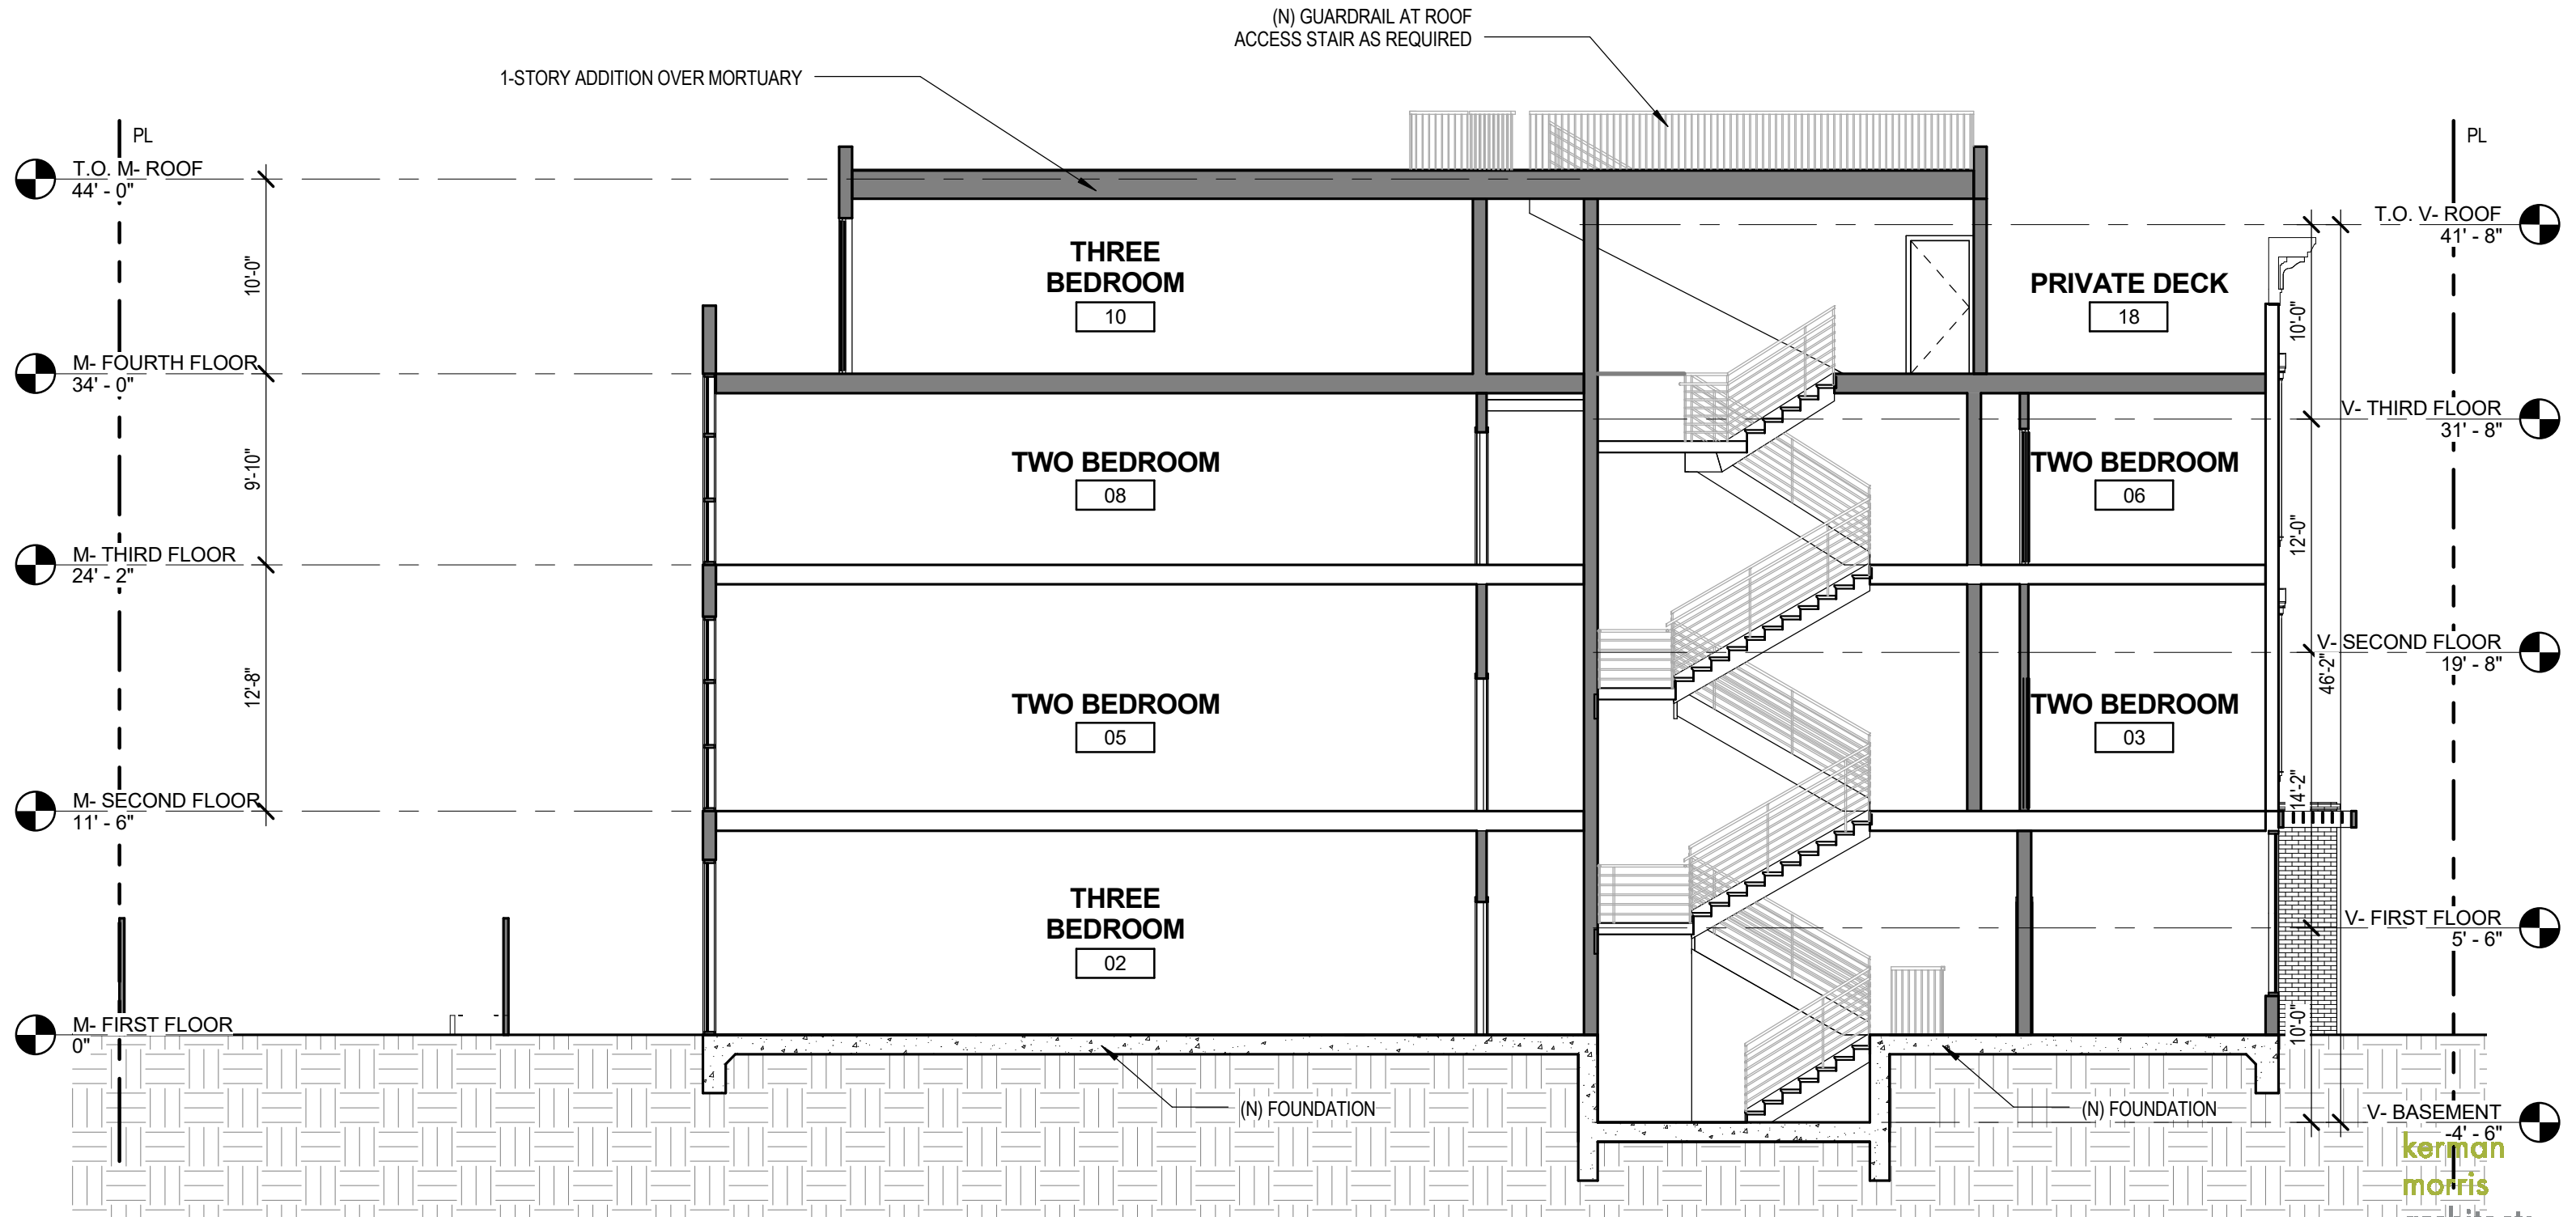 (N) GUARDRAIL AT ROOF
ACCESS STAIR AS REQUIRED
1-STORY ADDITION OVER MORTUARY
PL
PL
T.O. M- ROOF
44' - 0"
T.O. V- ROOF
41' - 8"
10'-0"
THREE
BEDROOM
10
PRIVATE DECK
18
10'-0"
M- FOURTH FLOOR
34' - 0"
V- THIRD FLOOR
31' - 8"
9'-10"
TWO BEDROOM
08
TWO BEDROOM
06
12'-0"
M- THIRD FLOOR
24' - 2"
V- SECOND FLOOR
19' - 8"
46'-2"
12'-8"
TWO BEDROOM
05
TWO BEDROOM
03
14'-2"
M- SECOND FLOOR
11' - 6"
THREE
BEDROOM
02
V- FIRST FLOOR
5' - 6"
M- FIRST FLOOR
0"
10'-0"
(N) FOUNDATION
(N) FOUNDATION
V- BASEMENT
-4' - 6"
kerman
morris